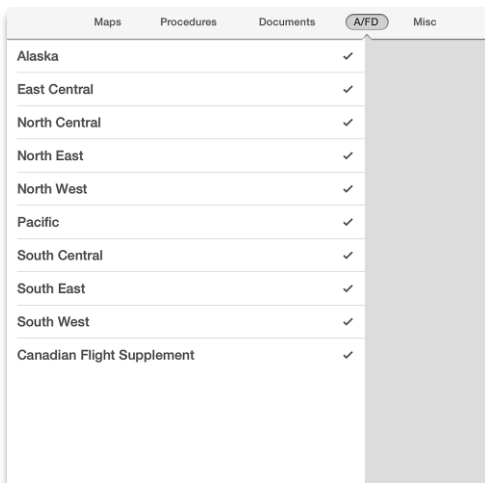 Maps Procedures Documents A/FD Misc
Alaska
East Central
North Central
North East
North West
Pacific
South Central
South East
South West
Canadian Flight Supplement